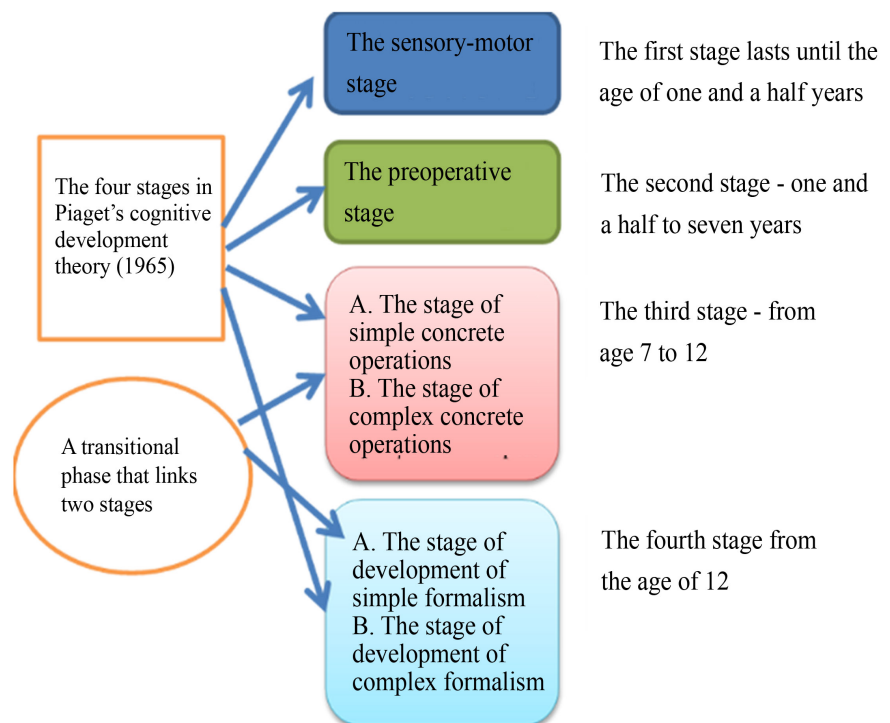 The sensory-motor
stage
The first stage lasts until the
age of one and a half years
The four stages in
Piaget's cognitive
development
theory (1965)
The preoperative
stage
The second stage - one and
a half to seven years
A. The stage of
simple concrete
operations
B. The stage of
complex concrete
operations
The third stage - from
age 7 to 12
A transitional
phase that links
two stages
A. The stage of
development of
simple formalism
B. The stage of
development of
complex formalism
The fourth stage from
the age of 12